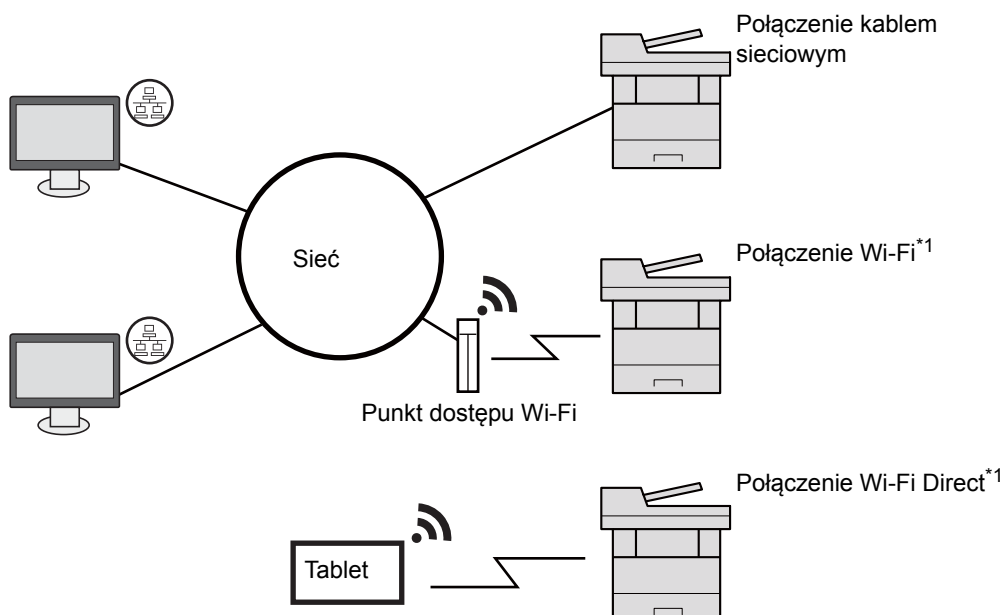 Połączenie kablem
sieciowym
Sieć
Połączenie Wi-Fi*1
Punkt dostępu Wi-Fi
Połączenie Wi-Fi Direct*1
Tablet